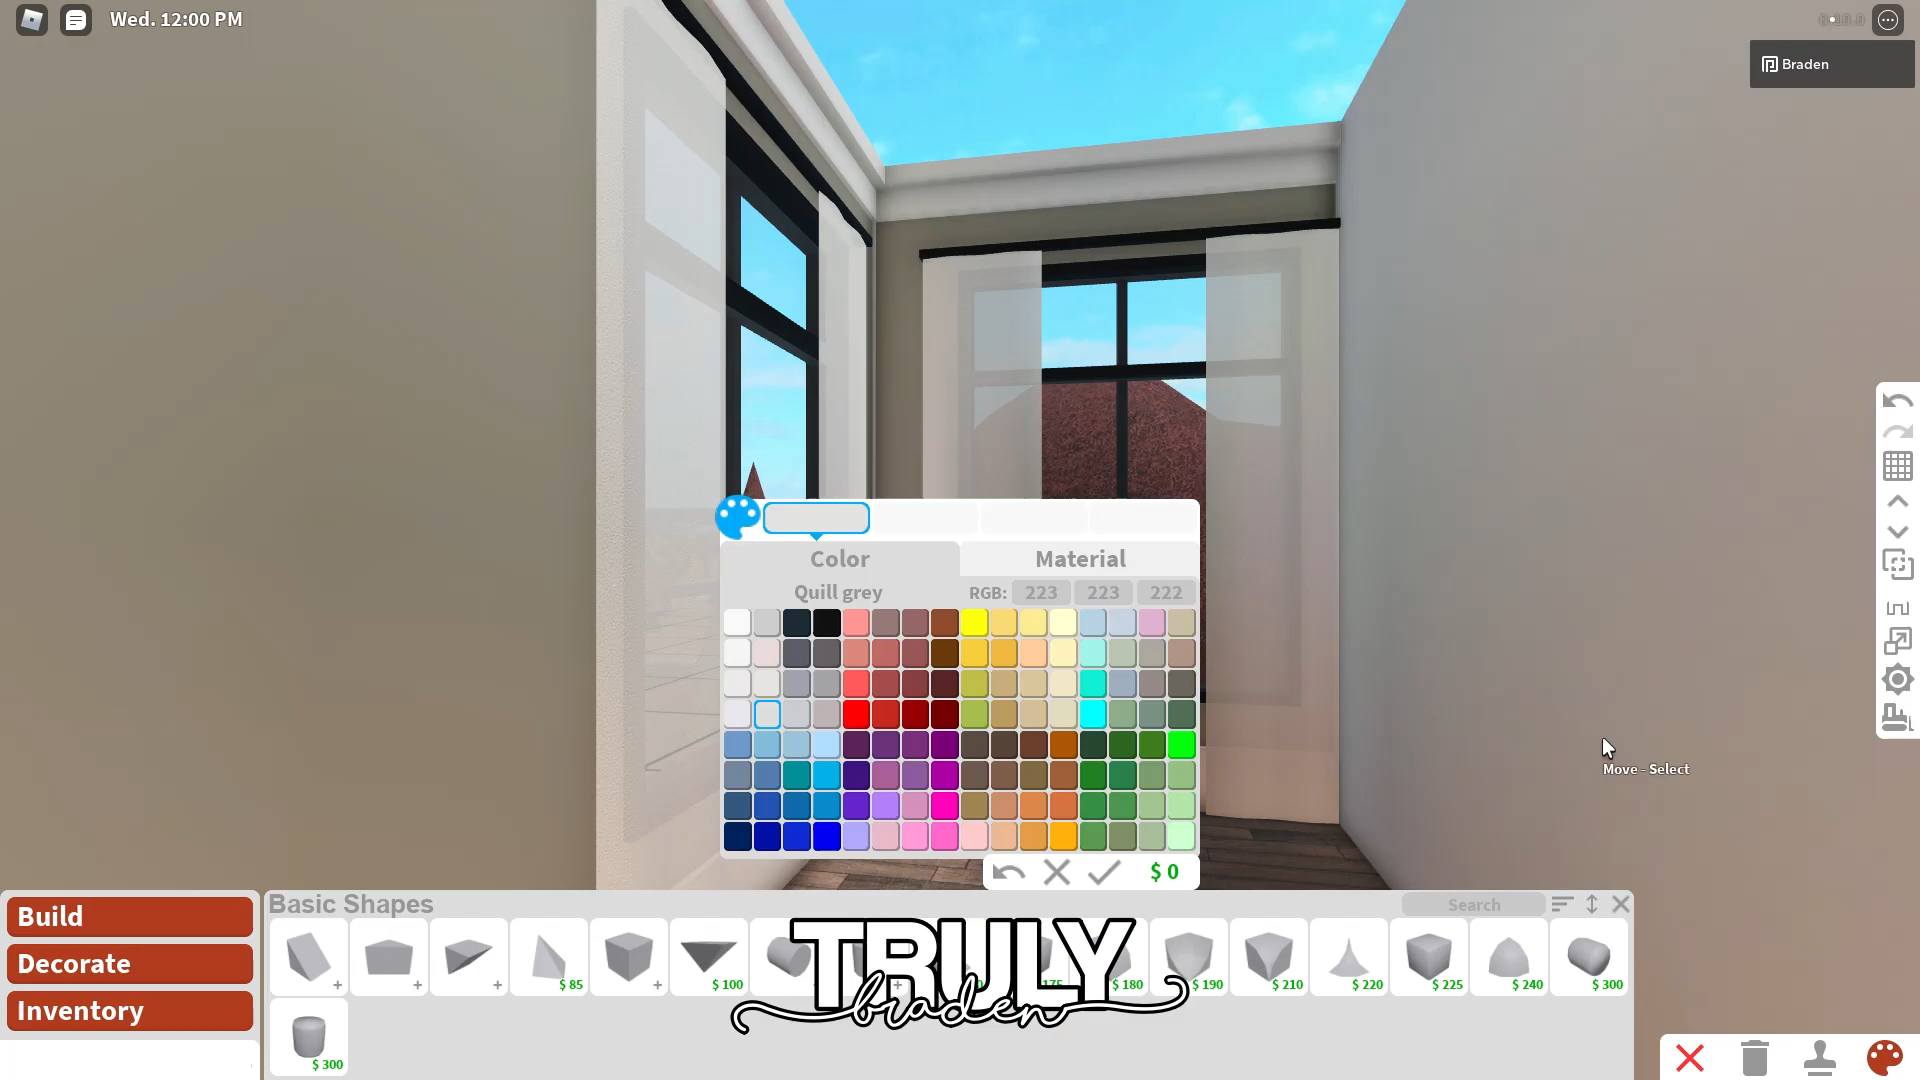 Wed. 12:00 PM
Braden
Color
Material
Quill grey
RGB: 223 223 222
Move - Select
$ 0
Build
Decorate
Inventory
Basic Shapes
Search
$ 85
$ 100
$ 180
$ 190
$ 210
$ 220
$ 225
$ 240
$ 300
$ 300
TRULY
braden